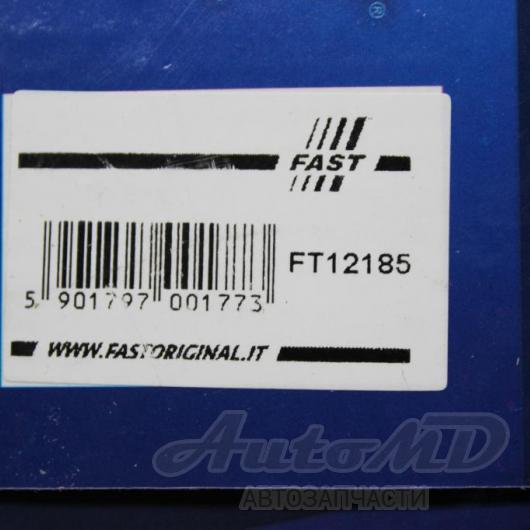 ®
FAST
FT12185
5 901797 001773
WWW.FASTORIGINAL.IT
AutoMD
АВТОЗАПЧАСТИ